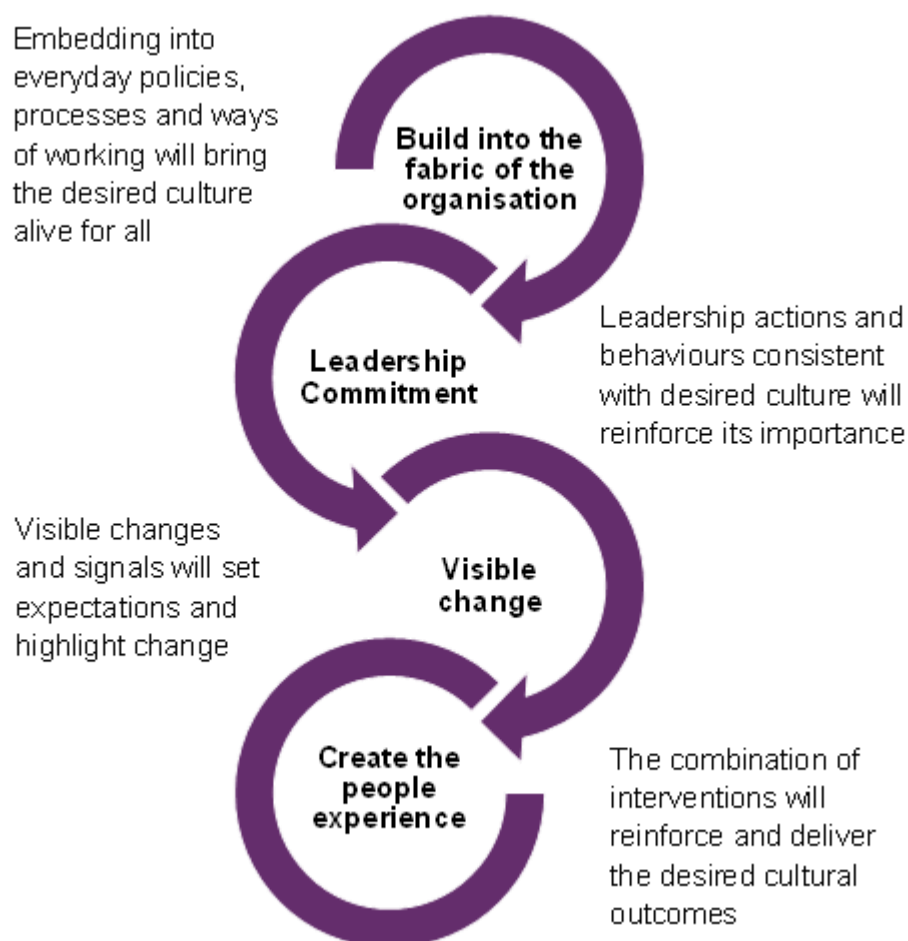 Embedding into
everyday policies,
processes and ways
of working will bring
the desired culture
alive for all
Build into the
fabric of the
organisation
Leadership
Commitment
Leadership actions and
behaviours consistent
with desired culture will
reinforce its importance
Visible changes
and signals will set
expectations and
highlight change
Visible
change
Create the
people
experience
The combination of
interventions will
reinforce and deliver
the desired cultural
outcomes